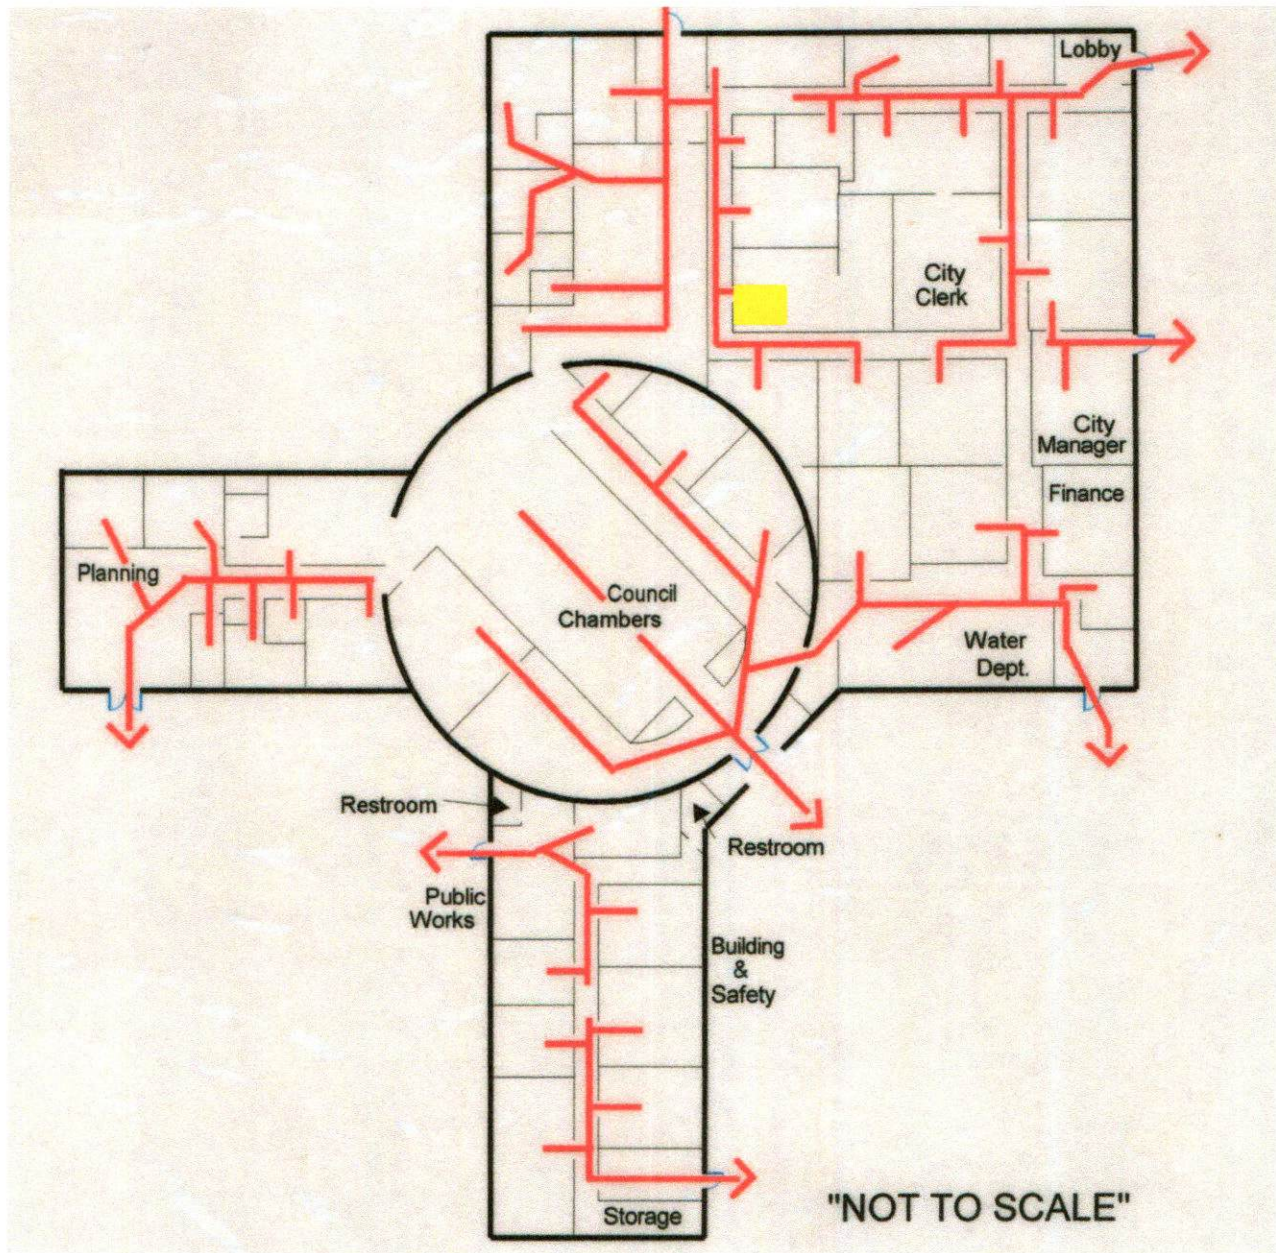 Lobby
City
Clerk
City
Manager
Finance
Planning
Council
Chambers
Water
Dept.
Restroom
Restroom
Public
Works
Building
&
Safety
Storage
"NOT TO SCALE"